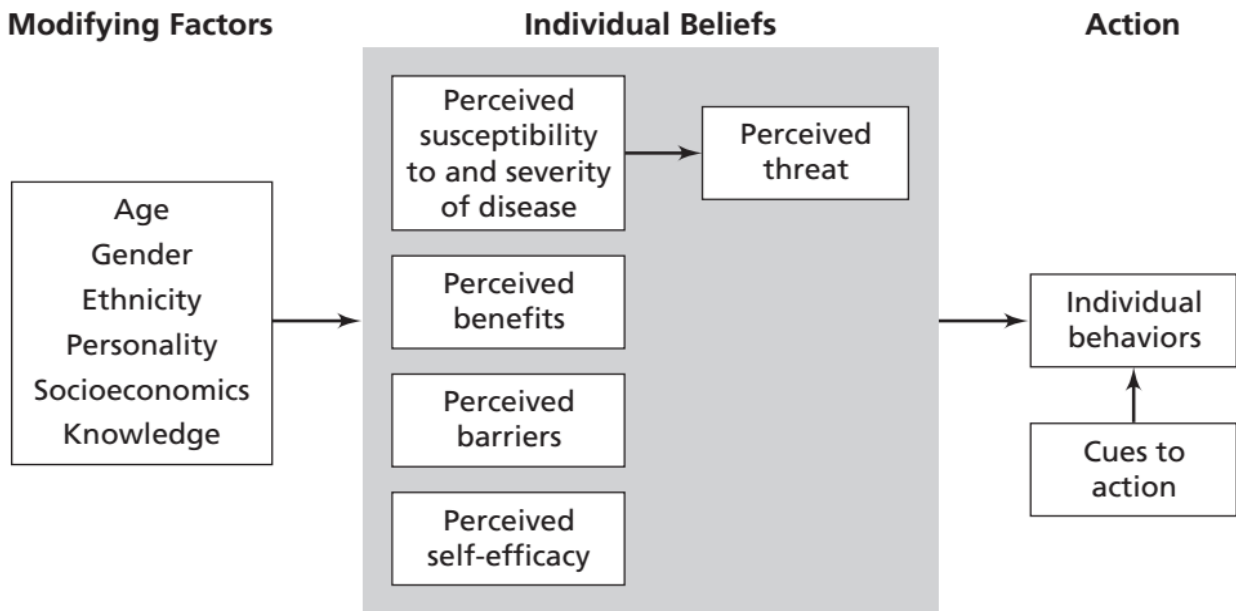 Modifying Factors
Individual Beliefs
Action
Age
Gender
Ethnicity
Personality
Socioeconomics
Knowledge
Perceived
susceptibility
to and severity
of disease
Perceived
threat
Perceived
benefits
Perceived
barriers
Perceived
self-efficacy
Individual
behaviors
Cues to
action